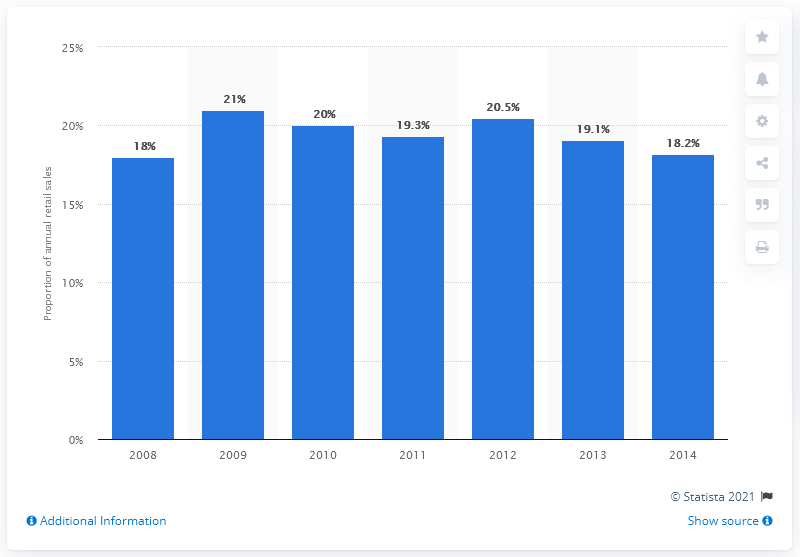 25%
20%
15%
10%
5%
0%
Proportion of annual retail sales
18%
21%
20%
19.3%
20.5%
19.1%
18.2%
2008 2009 2010 2011 2012 2013 2014
© Statista 2021
Additional Information
Show source